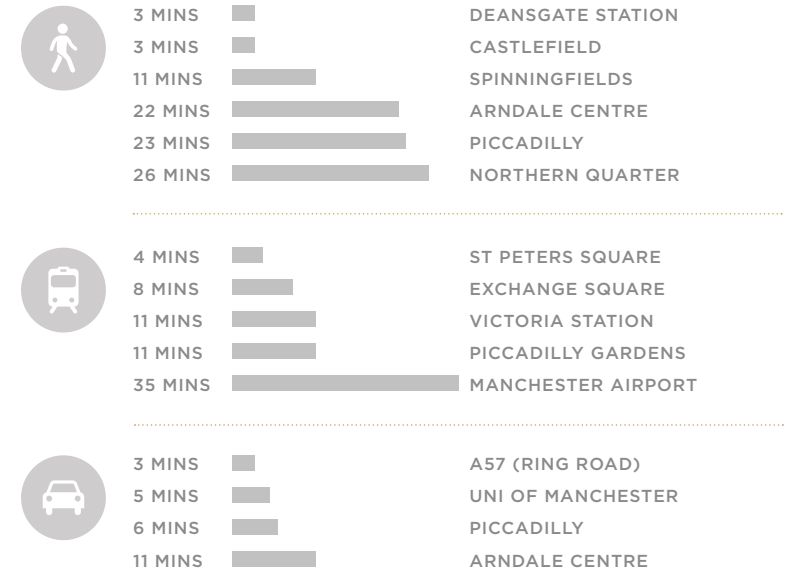 3 MINS DEANSGATE STATION
3 MINS CASTLEFIELD
11 MINS SPINNINGFIELDS
22 MINS ARNDALE CENTRE
23 MINS PICCADILLY
26 MINS NORTHERN QUARTER
4 MINS ST PETERS SQUARE
8 MINS EXCHANGE SQUARE
11 MINS VICTORIA STATION
11 MINS PICCADILLY GARDENS
35 MINS MANCHESTER AIRPORT
3 MINS A57 (RING ROAD)
5 MINS UNI OF MANCHESTER
6 MINS PICCADILLY
11 MINS ARNDALE CENTRE